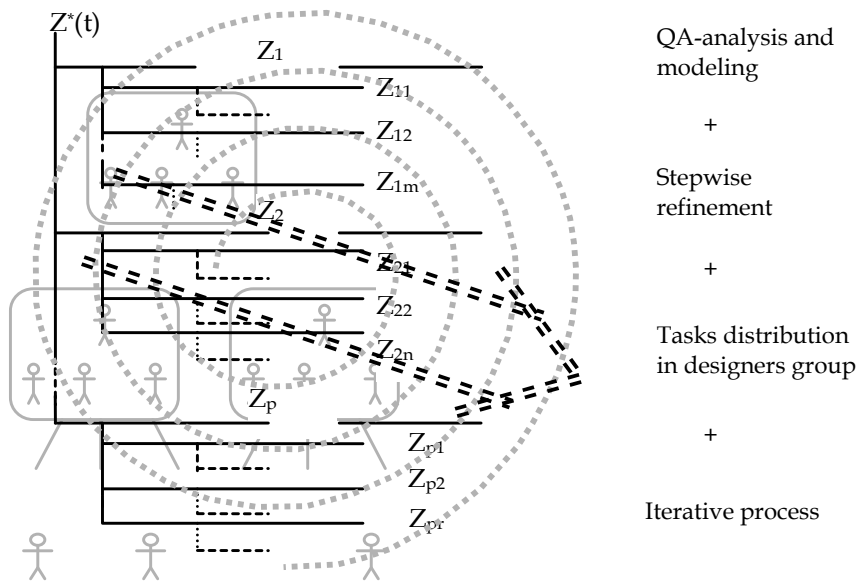 Z*(t)
Z1
Z11
Z12
Z1m
Z2
Z21
Z22
Z2n
Zp
Zp1
Zp2
Zpr
QA-analysis and
modeling
+
Stepwise
refinement
+
Tasks distribution
in designers group
+
Iterative process